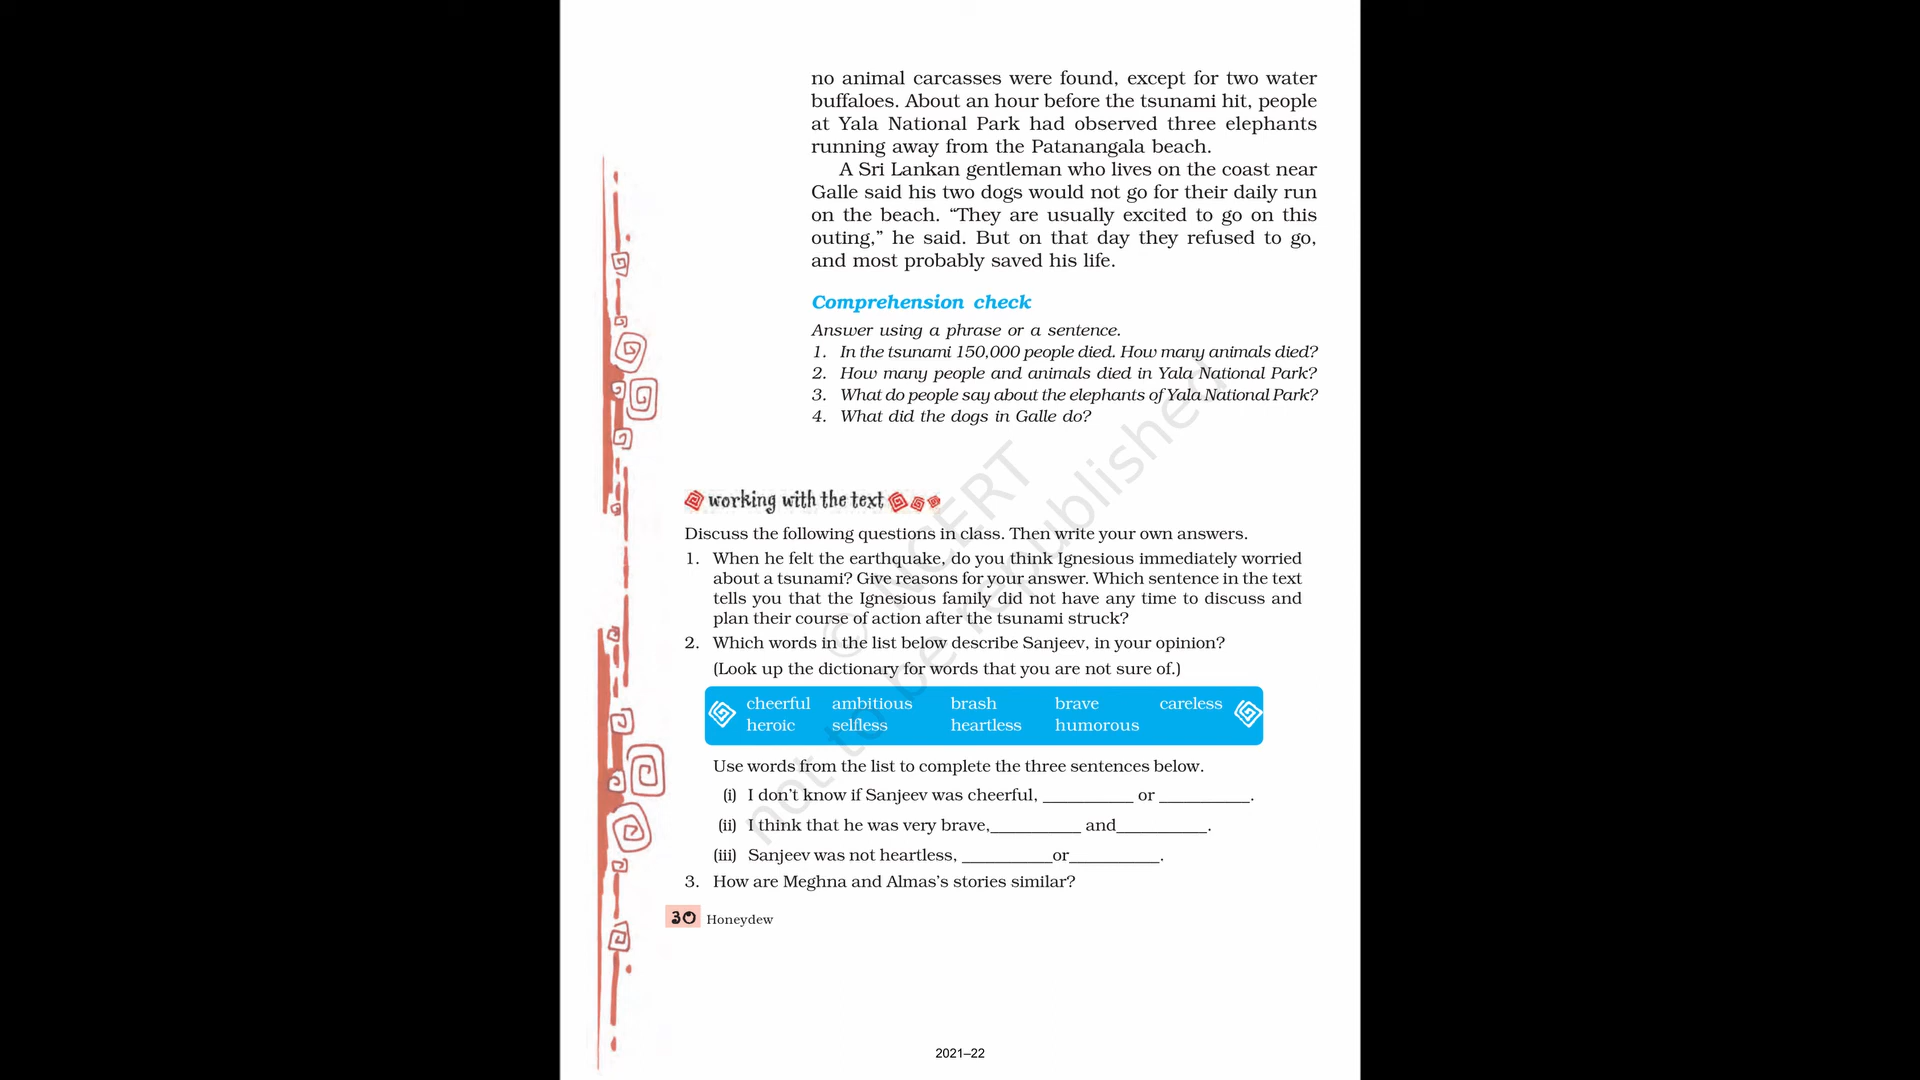 no animal carcasses were found, except for two water
buffaloes. About an hour before the tsunami hit, people
at Yala National Park had observed three elephants
running away from the Patanangala beach.
A Sri Lankan gentleman who lives on the coast near
Galle said his two dogs would not go for their daily run
on the beach. “They are usually excited to go on this
outing,” he said. But on that day they refused to go,
and most probably saved his life.
Comprehension check
Answer using a phrase or a sentence.
1. In the tsunami 150,000 people died. How many animals died?
2. How many people and animals died in Yala National Park?
3. What do people say about the elephants of Yala National Park?
4. What did the dogs in Galle do?
working with the text
Discuss the following questions in class. Then write your own answers.
1. When he felt the earthquake, do you think Ignesious immediately worried
about a tsunami? Give reasons for your answer. Which sentence in the text
tells you that the Ignesious family did not have any time to discuss and
plan their course of action after the tsunami struck?
2. Which words in the list below describe Sanjeev, in your opinion?
(Look up the dictionary for words that you are not sure of.)
cheerful ambitious brash brave careless
heroic selfless heartless humorous
Use words from the list to complete the three sentences below.
(i) I don’t know if Sanjeev was cheerful, __________ or __________.
(ii) I think that he was very brave,__________ and__________.
(iii) Sanjeev was not heartless, __________or__________.
3. How are Meghna and Almas’s stories similar?
30 Honeydew
2021–22
© NCERT
not to be republished